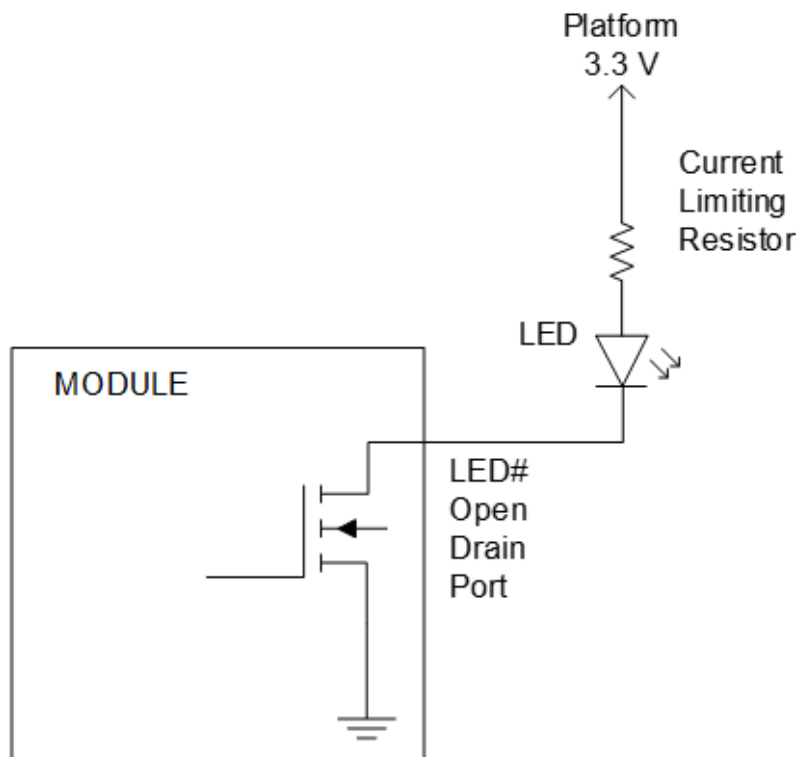 Platform
3.3 V
Current
Limiting
Resistor
LED
MODULE
LED#
Open
Drain
Port